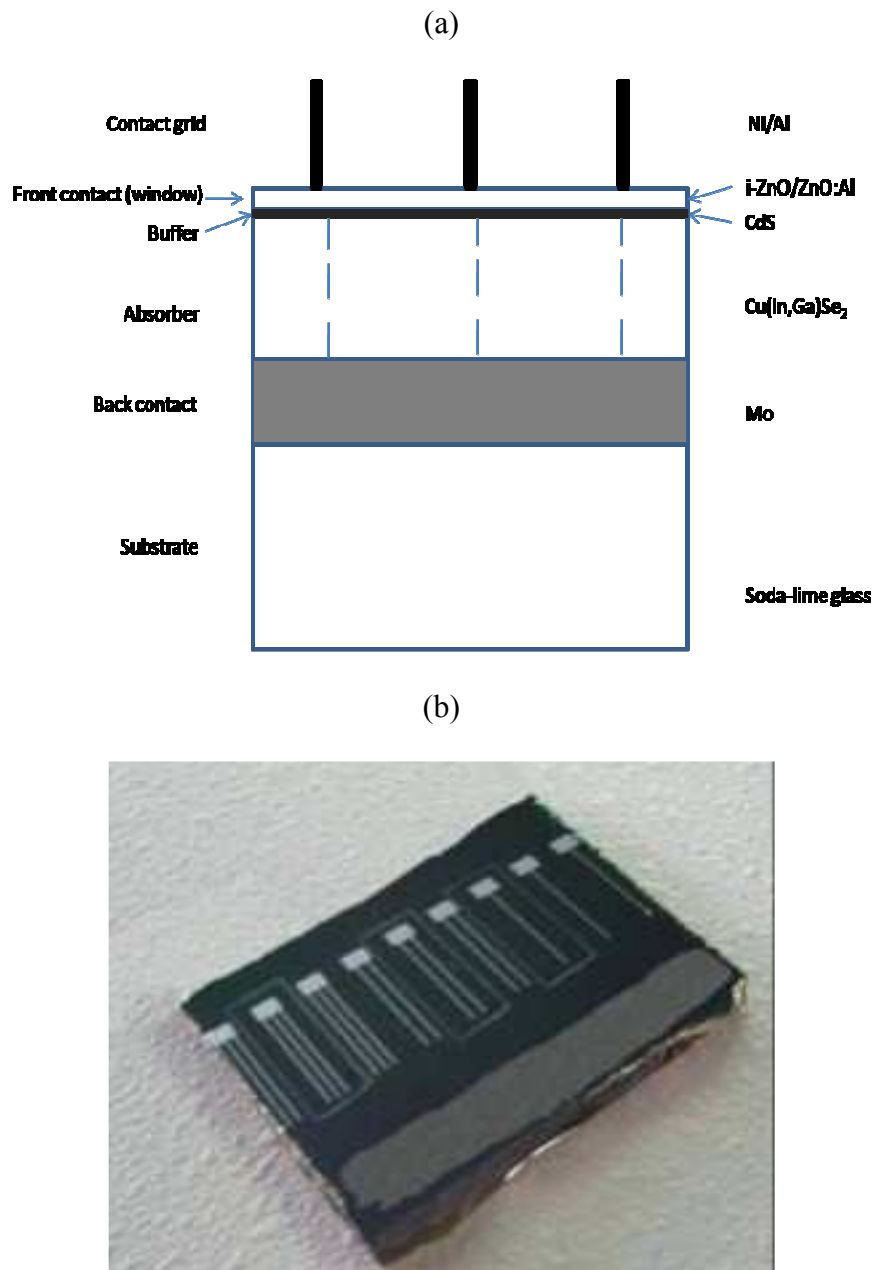 (a)
Contact grid
Ni/Al
Front contact (window)
i-ZnO/ZnO:Al
Buffer
CdS
Absorber
Cu(In,Ga)Se₂
Back contact
Mo
Substrate
Soda-lime glass
(b)